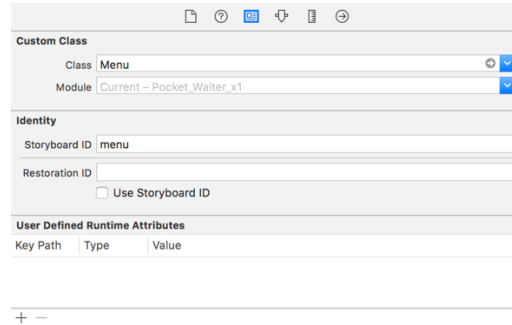 Custom Class
Class Menu
Module Current – Pocket_Waiter_x1
Identity
Storyboard ID menu
Restoration ID
Use Storyboard ID
User Defined Runtime Attributes
Key Path Type Value